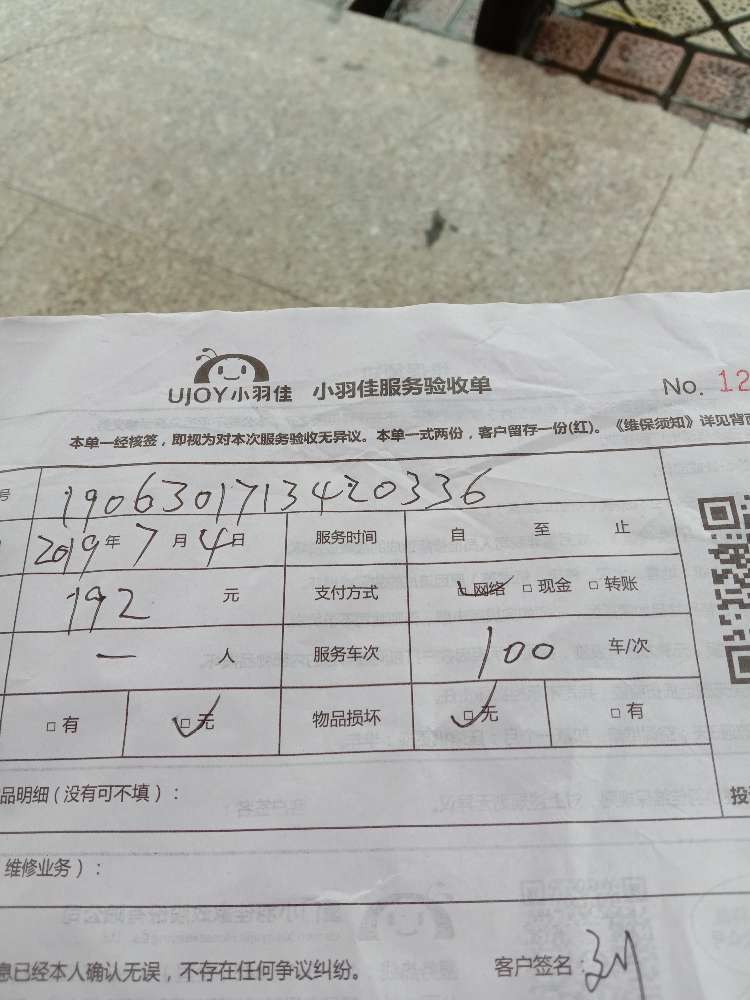 UJOY小羽佳 小羽佳服务验收单 No. 12
本单一经核签，即视为对本次服务验收无异议。本单一式两份，客户留存一份(红)。《维保须知》详见背面
号 1906301713420336
2019年7月4日 服务时间 自 至 止
192 元 支付方式 ☑网络 □现金 □转账
一 人 服务车次 100 车/次
□有 ☑无 物品损坏 ☑无 □有
品明细（没有可不填）：
维修业务）：
投
息已经本人确认无误，不存在任何争议纠纷。 客户签名：